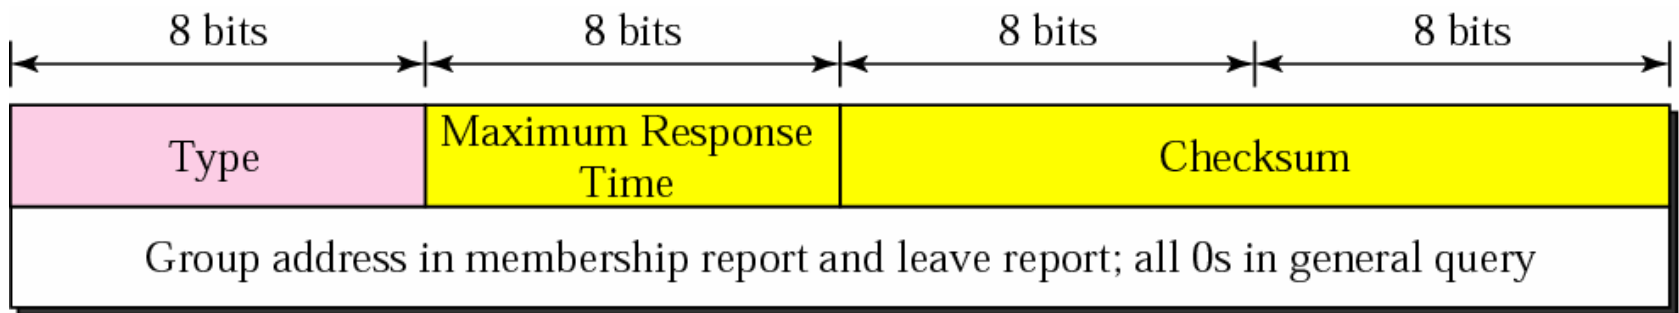 8 bits
8 bits
8 bits
8 bits
Type
Maximum Response
Time
Checksum
Group address in membership report and leave report; all 0s in general query